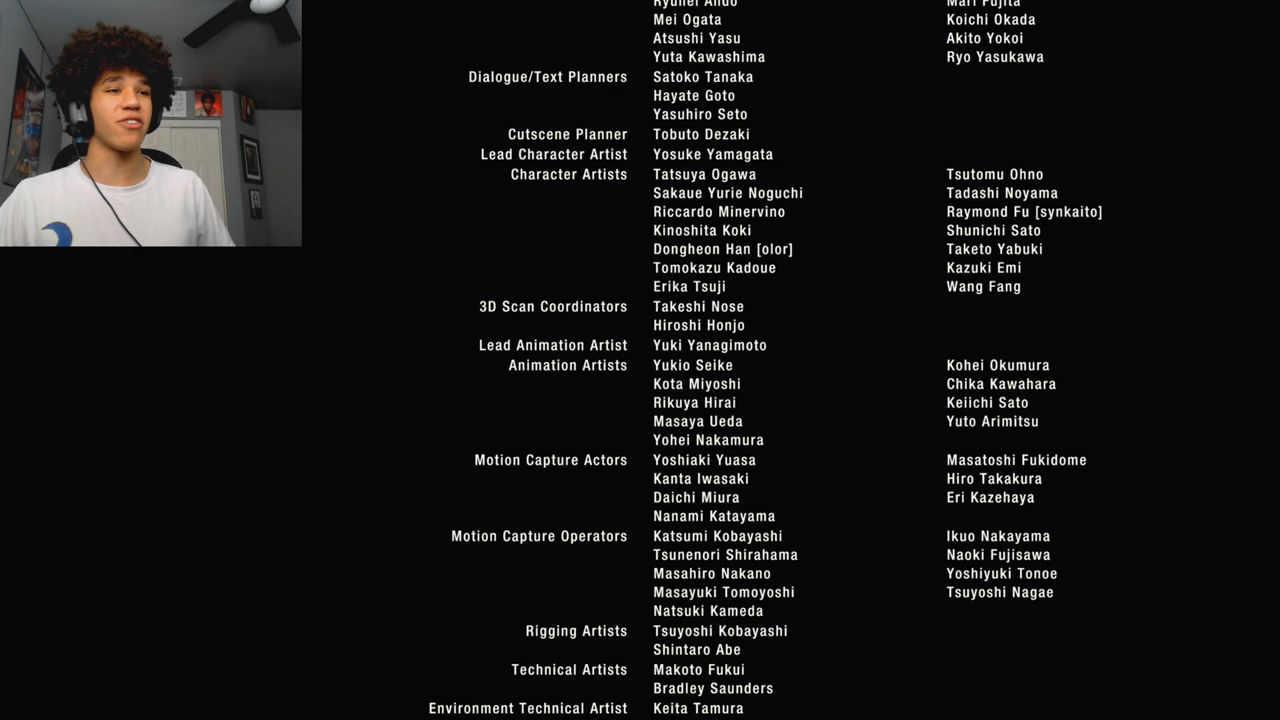 Ryunei Ando Mari Fujita
Mei Ogata Koichi Okada
Atsushi Yasu Akito Yokoi
Yuta Kawashima Ryo Yasukawa
Dialogue/Text Planners Satoko Tanaka
Hayate Goto
Yasuhiro Seto
Cutscene Planner Tobuto Dezaki
Lead Character Artist Yosuke Yamagata
Character Artists Tatsuya Ogawa Tsutomu Ohno
Sakaue Yurie Noguchi Tadashi Noyama
Riccardo Minervino Raymond Fu [synkaito]
Kinoshita Koki Shunichi Sato
Dongheon Han [olor] Taketo Yabuki
Tomokazu Kadoue Kazuki Emi
Erika Tsuji Wang Fang
3D Scan Coordinators Takeshi Nose
Hiroshi Honjo
Lead Animation Artist Yuki Yanagimoto
Animation Artists Yukio Seike Kohei Okumura
Kota Miyoshi Chika Kawahara
Rikuya Hirai Keiichi Sato
Masaya Ueda Yuto Arimitsu
Yohei Nakamura
Motion Capture Actors Yoshiaki Yuasa Masatoshi Fukidome
Kanta Iwasaki Hiro Takakura
Daichi Miura Eri Kazehaya
Nanami Katayama
Motion Capture Operators Katsumi Kobayashi Ikuo Nakayama
Tsunenori Shirahama Naoki Fujisawa
Masahiro Nakano Yoshiyuki Tonoe
Masayuki Tomoyoshi Tsuyoshi Nagae
Natsuki Kameda
Rigging Artists Tsuyoshi Kobayashi
Shintaro Abe
Technical Artists Makoto Fukui
Bradley Saunders
Environment Technical Artist Keita Tamura